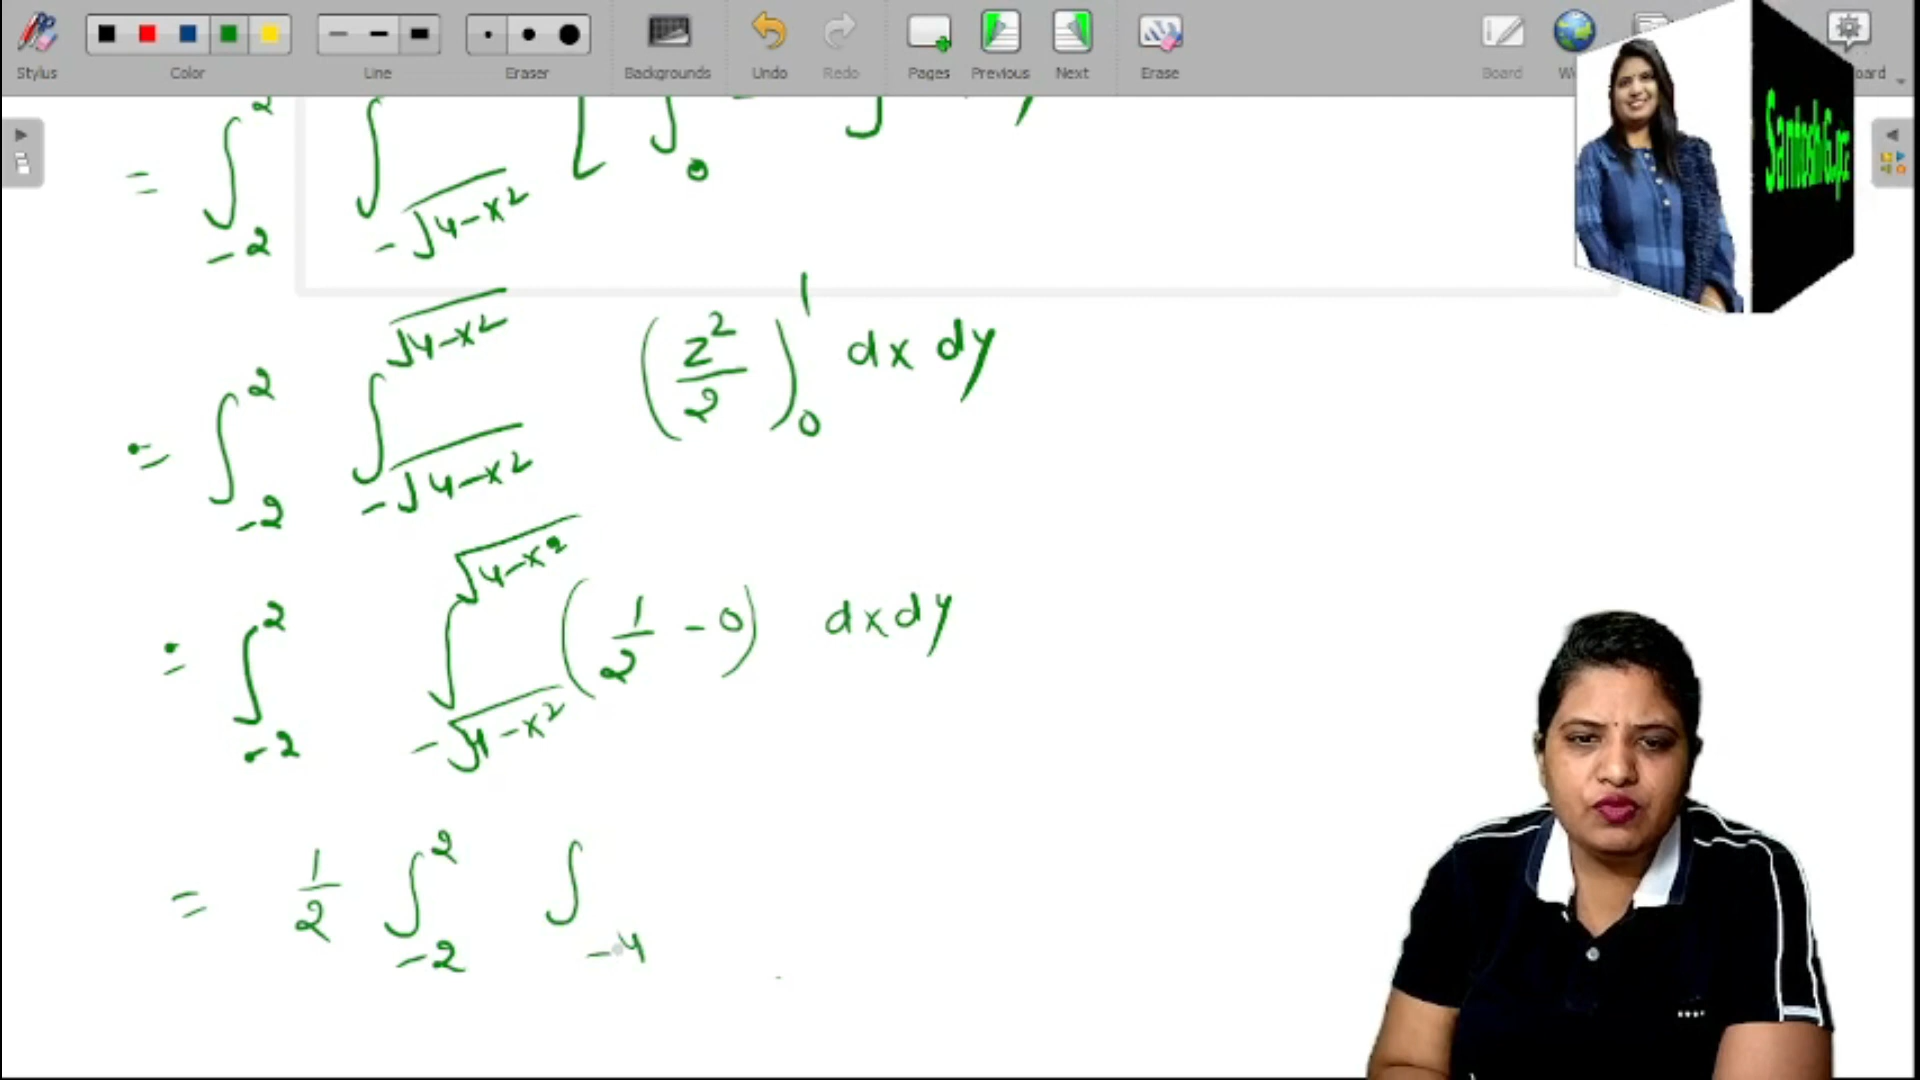 Stylus Color Line Eraser Backgrounds Undo Redo Pages Previous Next Erase Board
= ∫_{-2}^{2} ∫_{-√(4-x²)} [ ∫_{0}
= ∫_{-2}^{2} ∫_{-√(4-x²)}^{√(4-x²)} (z²/2)_{0}^{1} dx dy
= ∫_{-2}^{2} ∫_{-√(4-x²)}^{√(4-x²)} (1/2 - 0) dx dy
= 1/2 ∫_{-2}^{2} ∫_{-4}